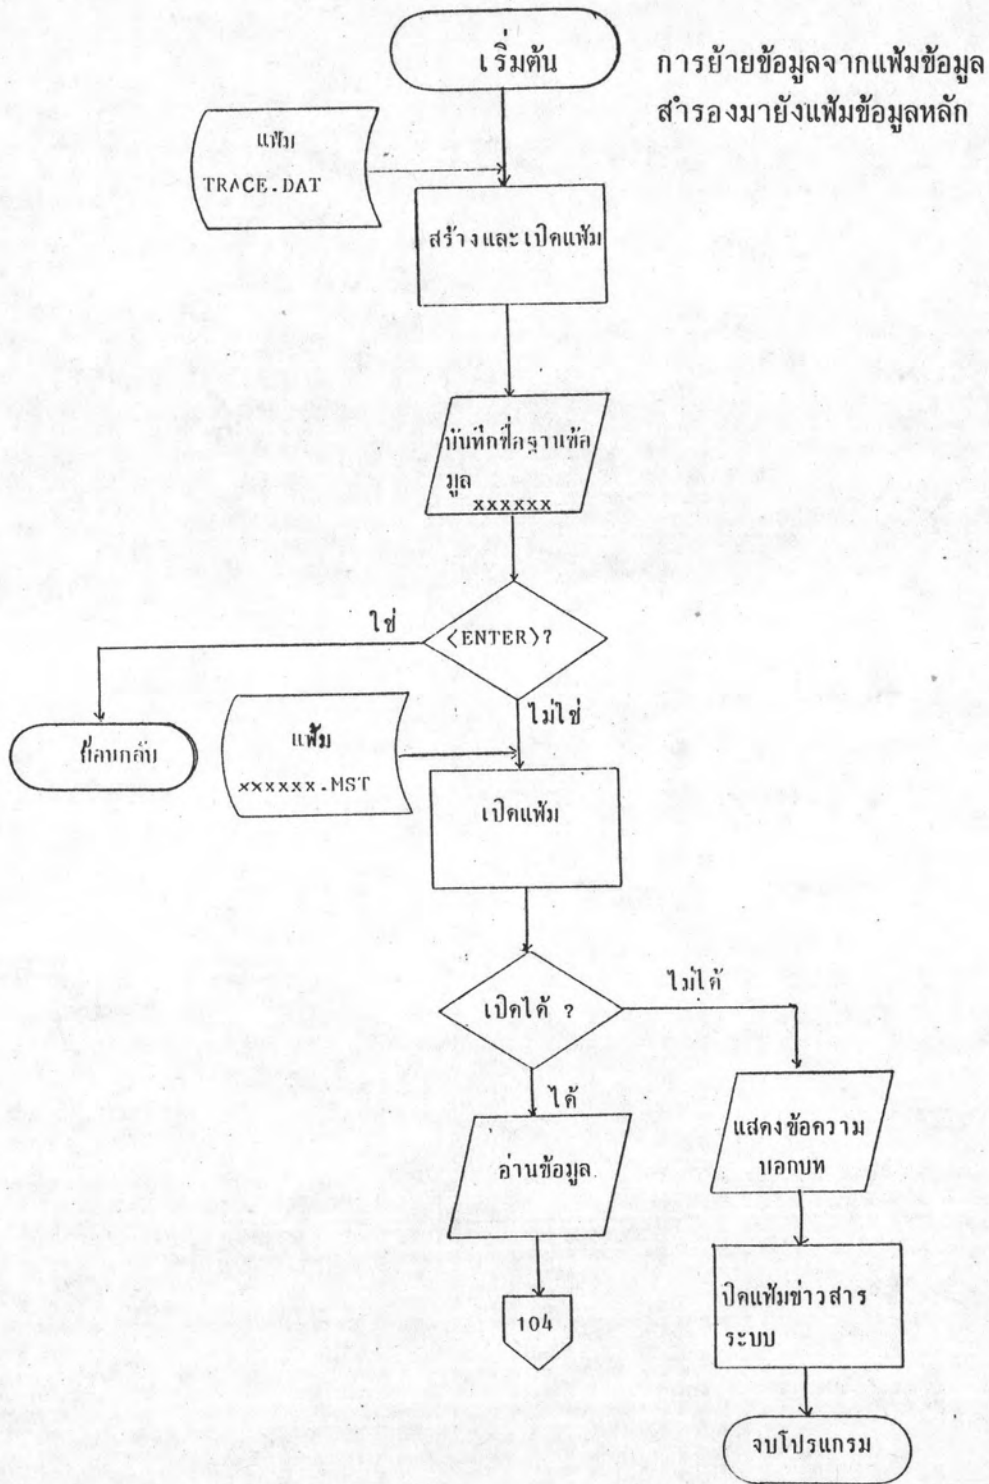 เริ่มต้น
การย้ายข้อมูลจากแฟ้มข้อมูล
สำรองมายังแฟ้มข้อมูลหลัก
แฟ้ม
TRACE.DAT
สร้างและเปิดแฟ้ม
บันทึกชื่อฐานข้อ
มูล
xxxxxx
ใช่
<ENTER>?
ไม่ใช่
ย้อนกลับ
แฟ้ม
xxxxxx.MST
เปิดแฟ้ม
เปิดได้ ?
ไม่ได้
ได้
อ่านข้อมูล
แสดงข้อความ
บอกบท
104
ปิดแฟ้มข่าวสาร
ระบบ
จบโปรแกรม